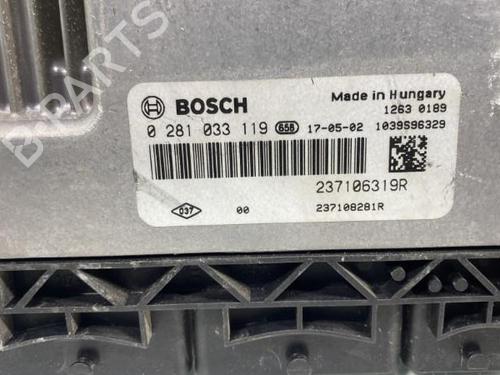 B-PARTS
BOSCH
Made in Hungary
1263 0189
0 281 033 119 656 17-05-02 1039S96329
237106319R
037 00 237108281R